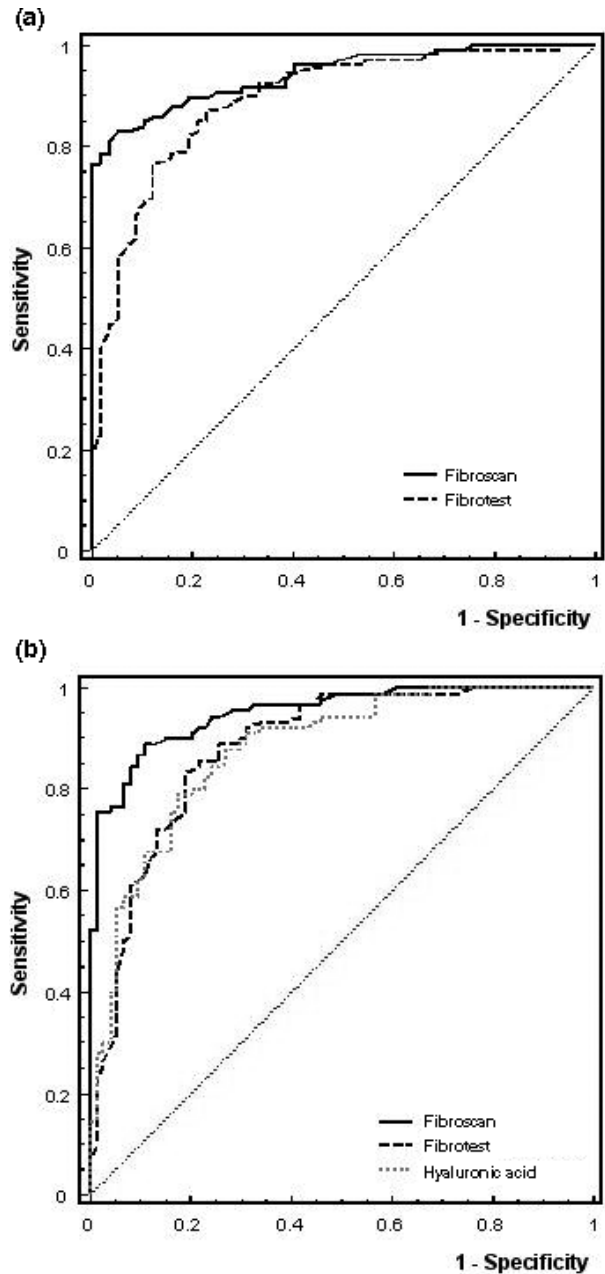 (a)
1
0.8
0.6
0.4
0.2
0
Sensitivity
Fibroscan
Fibrotest
0 0.2 0.4 0.6 0.8 1
1 - Specificity
(b)
1
0.8
0.6
0.4
0.2
0
Sensitivity
Fibroscan
Fibrotest
Hyaluronic acid
0 0.2 0.4 0.6 0.8 1
1 - Specificity